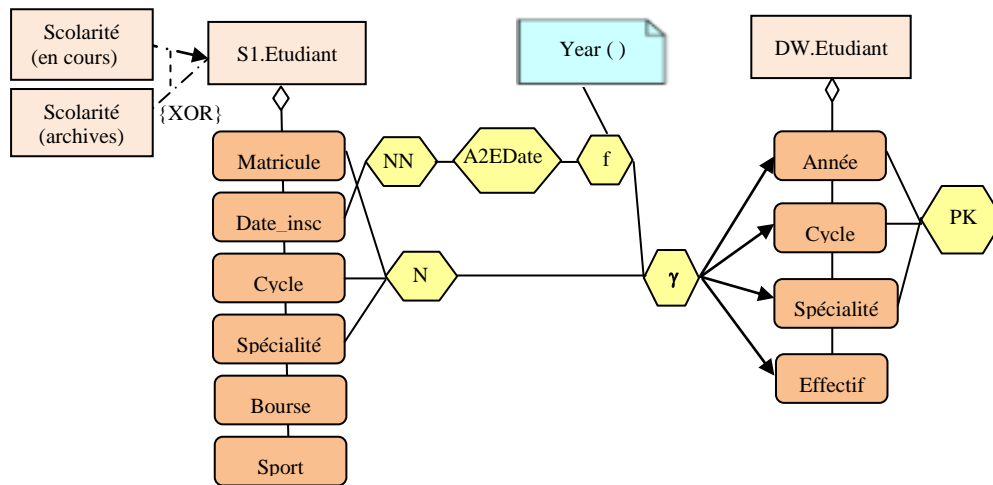 Scolarité
(en cours)
Scolarité
(archives)
{XOR}
S1.Etudiant
Year ( )
DW.Etudiant
Matricule
Date_insc
Cycle
Spécialité
Bourse
Sport
NN
A2EDate
f
N
γ
Année
Cycle
Spécialité
Effectif
PK